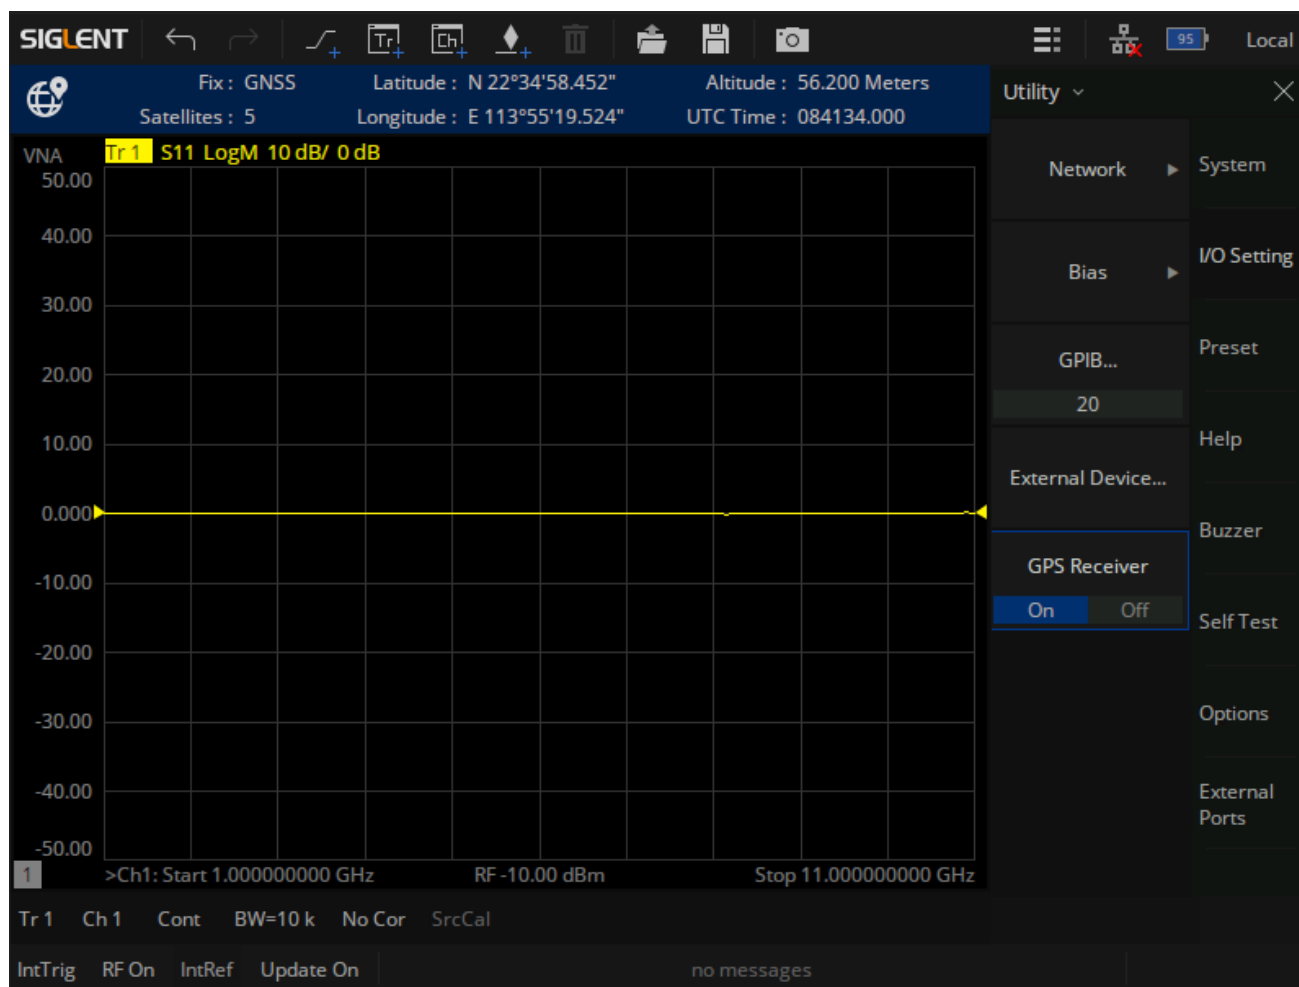 SIGLENT Tr Ch 95 Local
Fix : GNSS Latitude : N 22°34'58.452" Altitude : 56.200 Meters
Satellites : 5 Longitude : E 113°55'19.524" UTC Time : 084134.000
Utility
VNA Tr 1 S11 LogM 10 dB/ 0 dB
50.00
40.00
30.00
20.00
10.00
0.000
-10.00
-20.00
-30.00
-40.00
-50.00
1 >Ch1: Start 1.000000000 GHz RF -10.00 dBm Stop 11.000000000 GHz
Network
Bias
GPIB...
20
External Device...
GPS Receiver
On Off
System
I/O Setting
Preset
Help
Buzzer
Self Test
Options
External
Ports
Tr 1 Ch 1 Cont BW=10 k No Cor SrcCal
IntTrig RF On IntRef Update On no messages